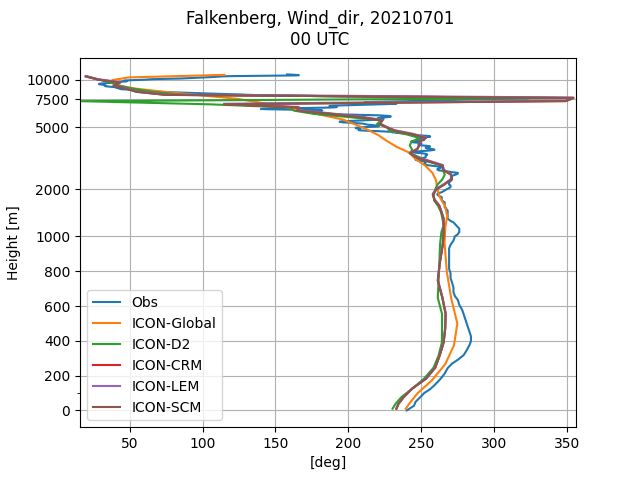 Falkenberg, Wind_dir, 20210701
00 UTC
Height [m]
10000
7500
5000
2000
1000
800
600
400
200
0
Obs
ICON-Global
ICON-D2
ICON-CRM
ICON-LEM
ICON-SCM
50
100
150
200
250
300
350
[deg]